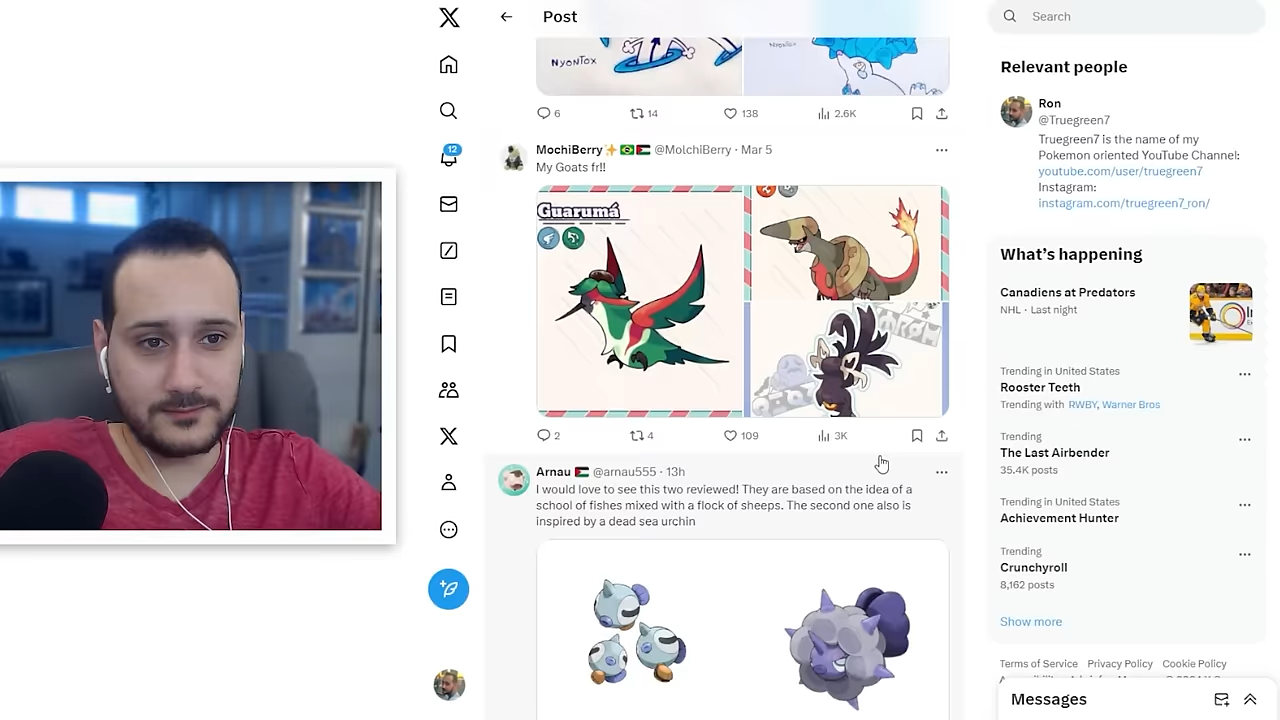 Post
Search
NYONTOX
NYONTOX
6
14
138
2.6K
MochiBerry✨🇧🇷🇵🇸 @MolchiBerry · Mar 5
My Goats fr!!
Guarumá
2
4
109
3K
Arnau 🇵🇸 @arnau555 · 13h
I would love to see this two reviewed! They are based on the idea of a
school of fishes mixed with a flock of sheeps. The second one also is
inspired by a dead sea urchin
12
Relevant people
Ron
@Truegreen7
Truegreen7 is the name of my
Pokemon oriented YouTube Channel:
youtube.com/user/truegreen7
Instagram:
instagram.com/truegreen7_ron/
What’s happening
Canadiens at Predators
NHL · Last night
Trending in United States
Rooster Teeth
Trending with RWBY, Warner Bros
Trending
The Last Airbender
35.4K posts
Trending in United States
Achievement Hunter
Trending
Crunchyroll
8,162 posts
Show more
Terms of Service Privacy Policy Cookie Policy
Messages